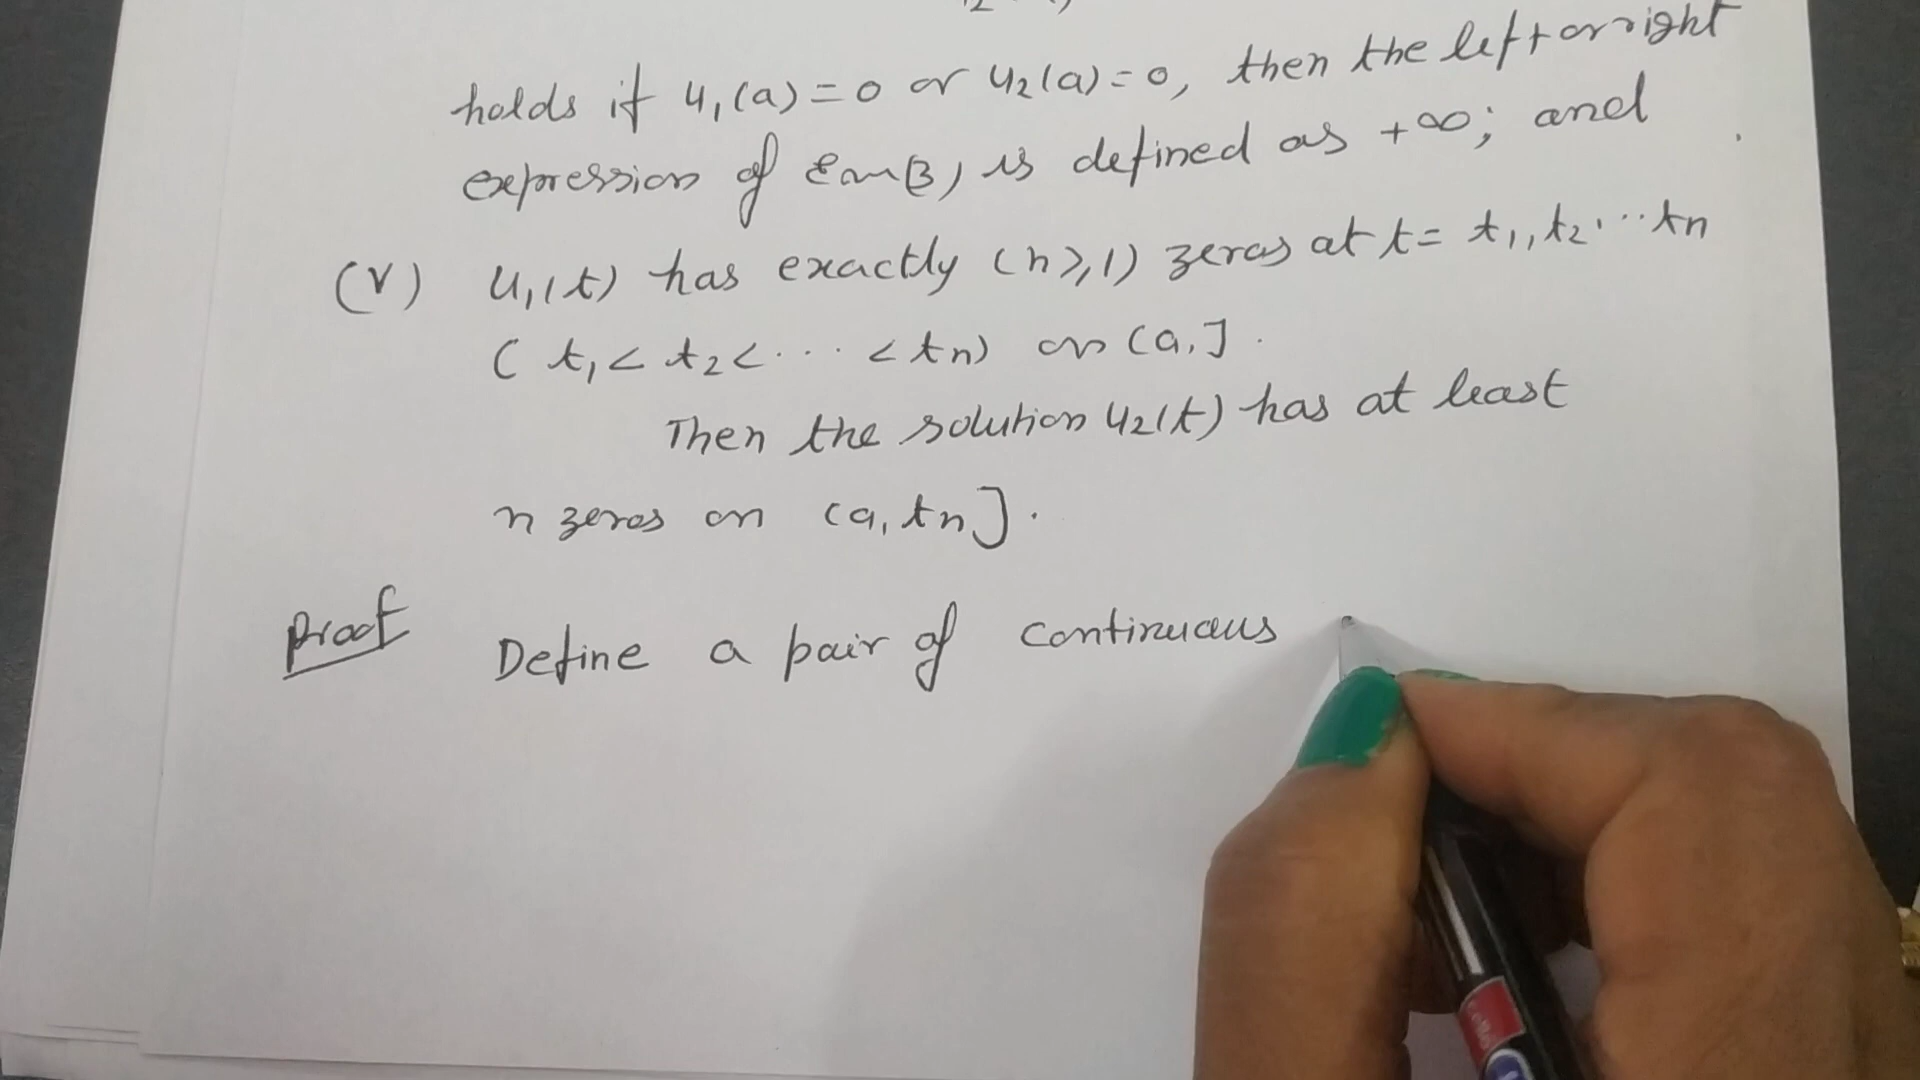 holds if u₁(a)=0 or u₂(a)=0, then the left or right
expression of Eqn(3) is defined as +∞; and
(V) u₁(t) has exactly (n≥1) zeros at t= t₁, t₂, ... tn
( t₁< t₂<... <tn) on (a, ] .
Then the solution u₂(t) has at least
n zeros on (a, tn] .
Proof Define a pair of continuous
Cello